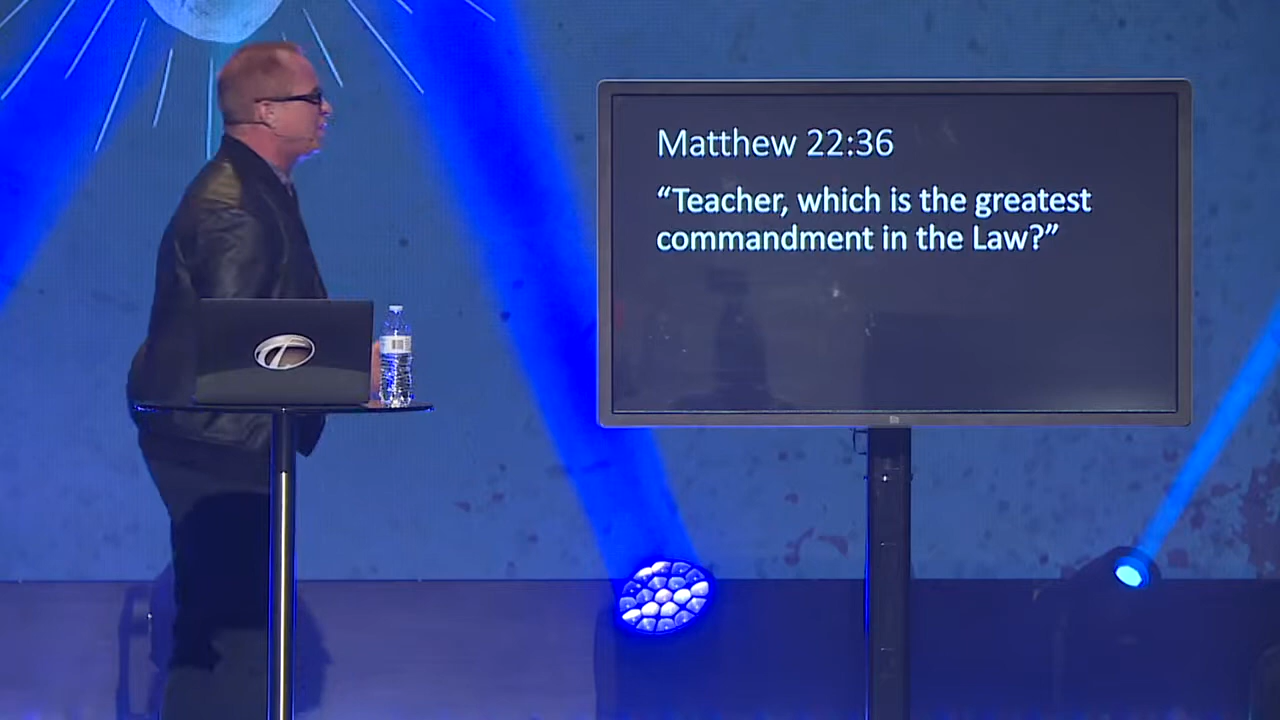 Matthew 22:36
“Teacher, which is the greatest
commandment in the Law?”